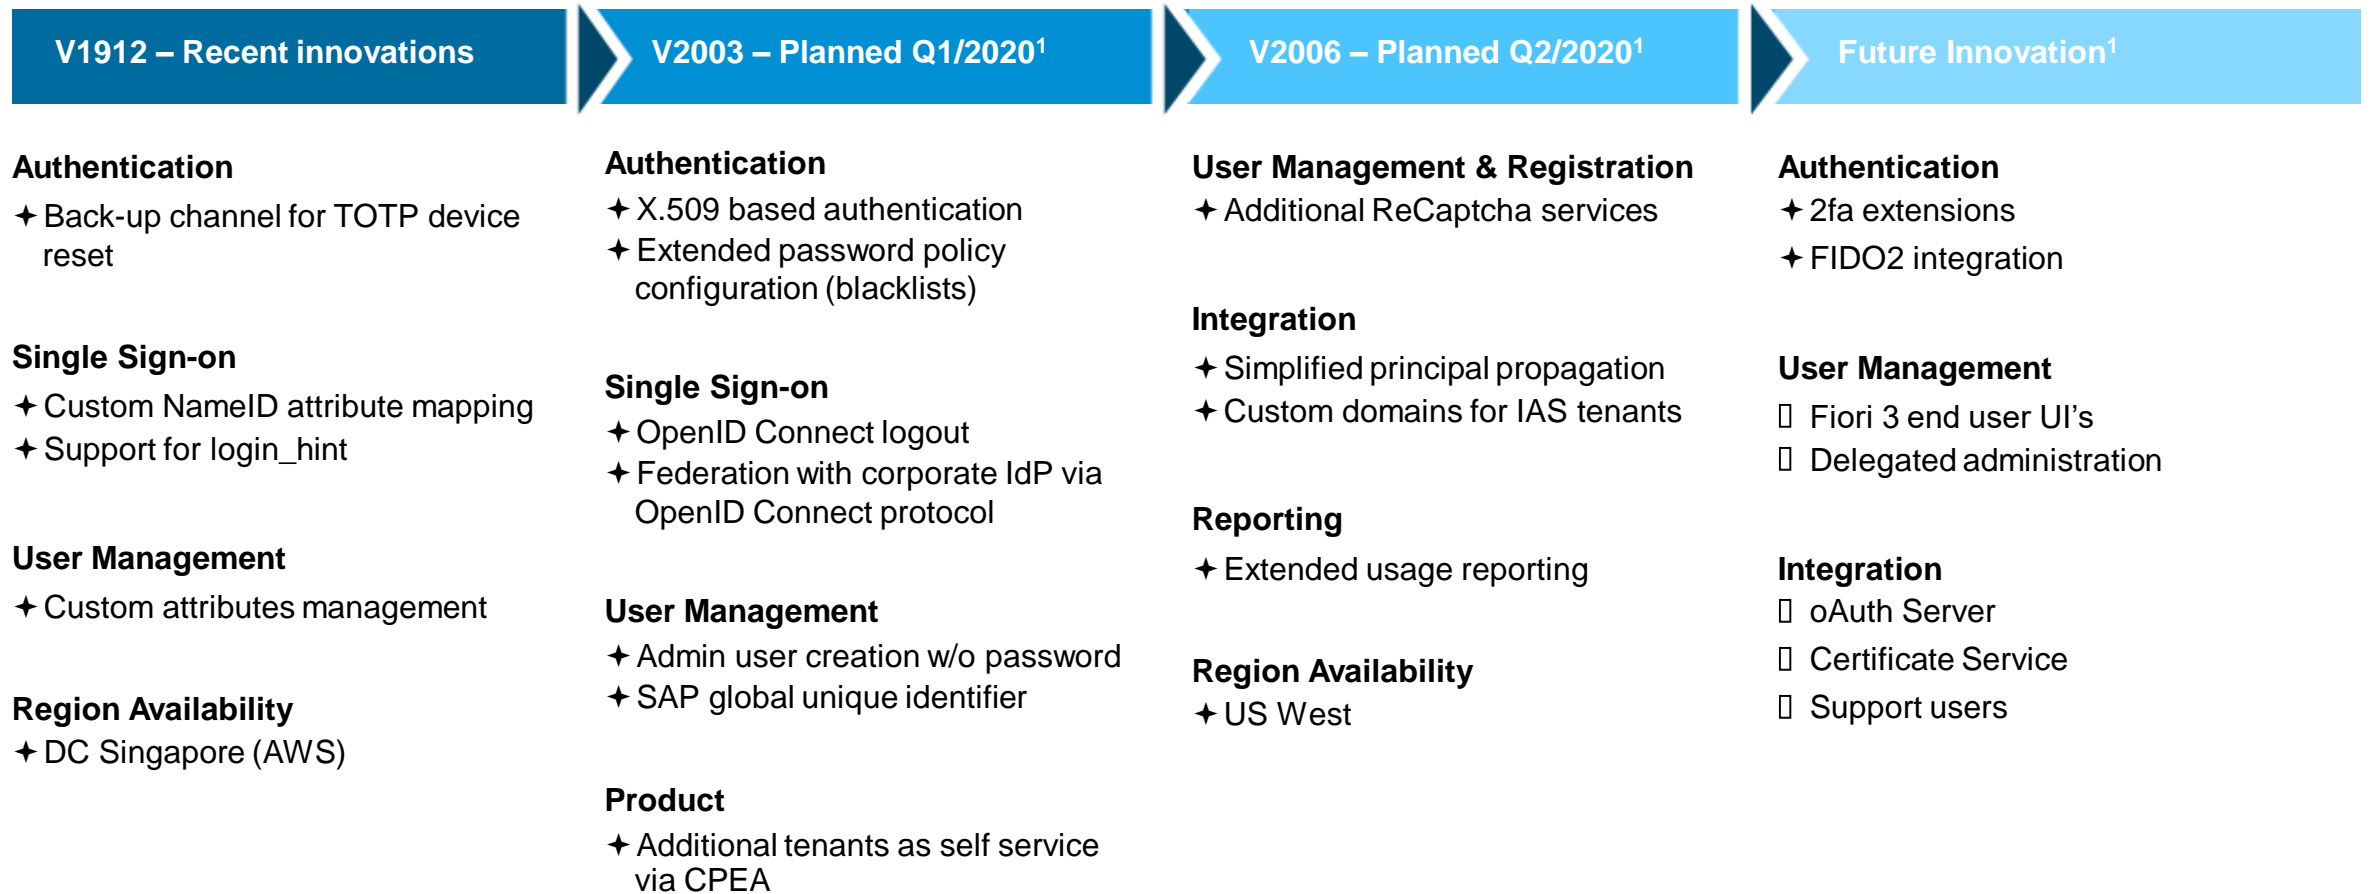 V1912 – Recent innovations
V2003 – Planned Q1/2020¹
V2006 – Planned Q2/2020¹
Future Innovation¹
Authentication
Back-up channel for TOTP device
reset
Single Sign-on
Custom NameID attribute mapping
Support for login_hint
User Management
Custom attributes management
Region Availability
DC Singapore (AWS)
Authentication
X.509 based authentication
Extended password policy
configuration (blacklists)
Single Sign-on
OpenID Connect logout
Federation with corporate IdP via
OpenID Connect protocol
User Management
Admin user creation w/o password
SAP global unique identifier
Product
Additional tenants as self service
via CPEA
User Management & Registration
Additional ReCaptcha services
Integration
Simplified principal propagation
Custom domains for IAS tenants
Reporting
Extended usage reporting
Region Availability
US West
Authentication
2fa extensions
FIDO2 integration
User Management
Fiori 3 end user UI’s
Delegated administration
Integration
oAuth Server
Certificate Service
Support users